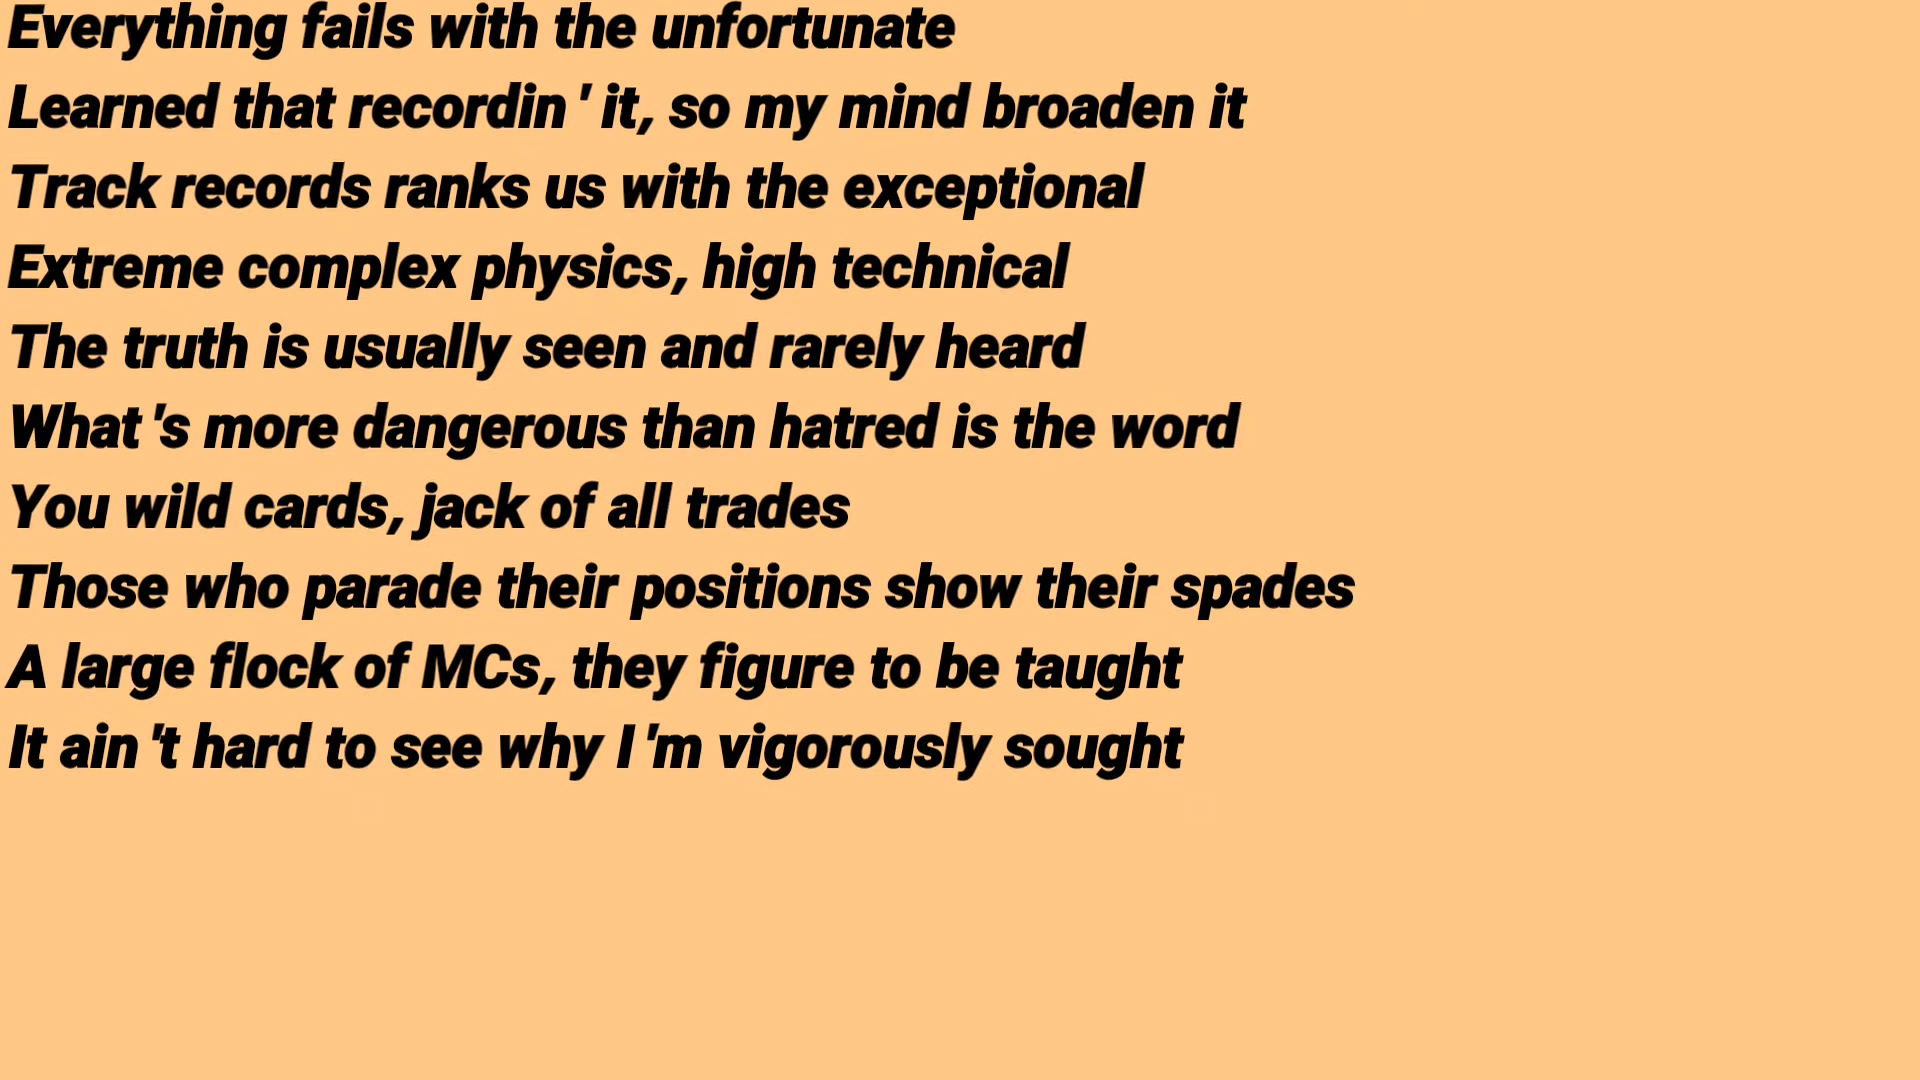 Everything fails with the unfortunate
Learned that recordin ' it, so my mind broaden it
Track records ranks us with the exceptional
Extreme complex physics, high technical
The truth is usually seen and rarely heard
What 's more dangerous than hatred is the word
You wild cards, jack of all trades
Those who parade their positions show their spades
A large flock of MCs, they figure to be taught
It ain 't hard to see why I 'm vigorously sought